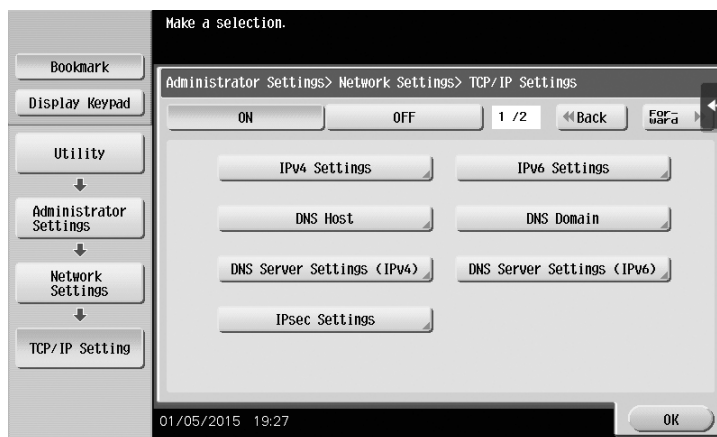 Make a selection.
Bookmark
Display Keypad
Utility
Administrator
Settings
Network
Settings
TCP/IP Setting
Administrator Settings> Network Settings> TCP/IP Settings
ON OFF 1 /2 Back For-
ward
IPv4 Settings IPv6 Settings
DNS Host DNS Domain
DNS Server Settings (IPv4) DNS Server Settings (IPv6)
IPsec Settings
01/05/2015 19:27 OK